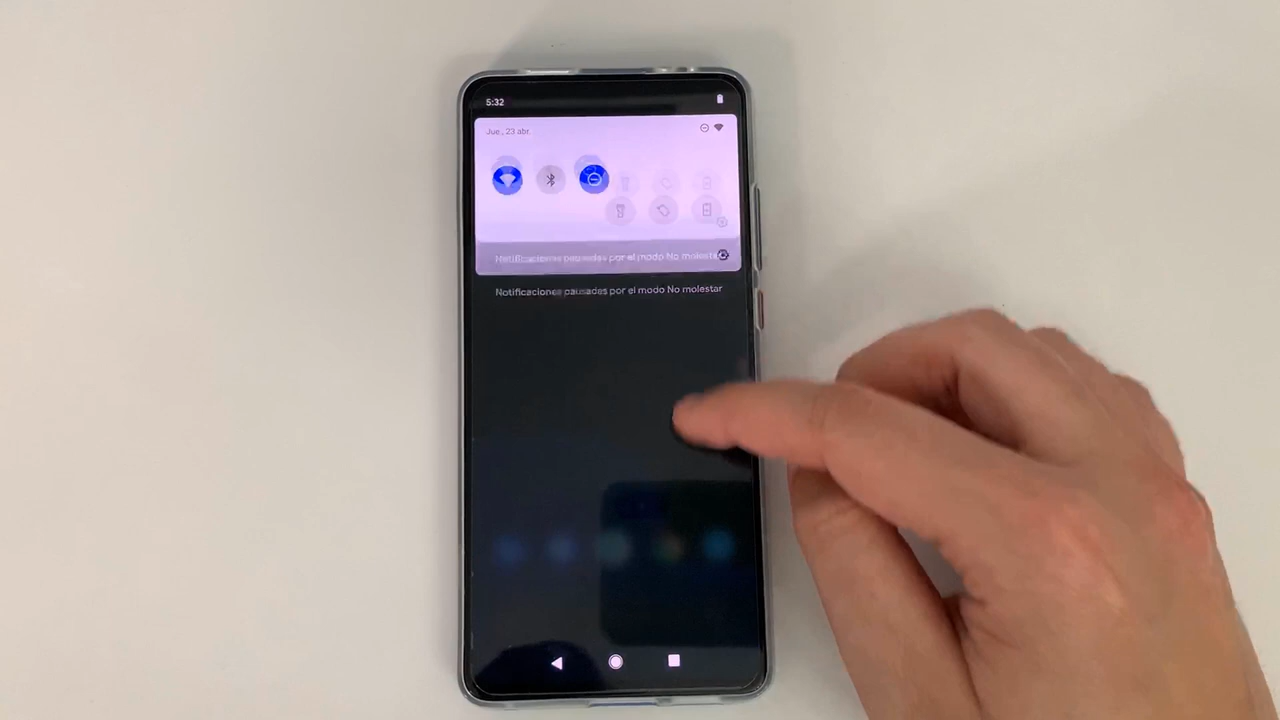 5:32
Jue., 23 abr.
Notificaciones pausadas por el modo No molestar
Notificaciones pausadas por el modo No molestar